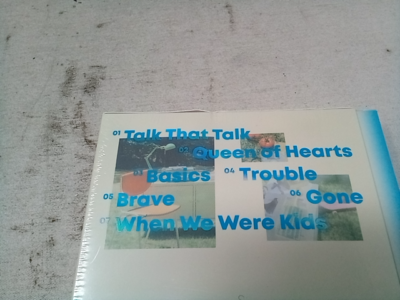 01 Talk That Talk
02 Queen of Hearts
03 Basics 04 Trouble
05 Brave 06 Gone
07 When We Were Kids